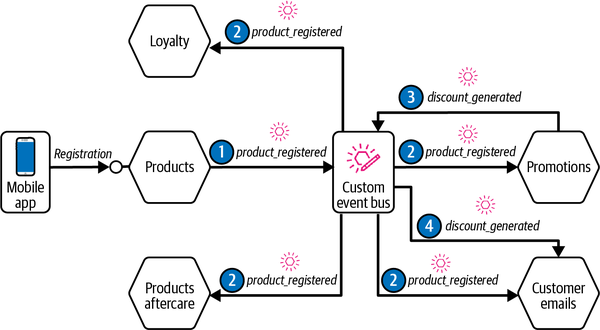 Loyalty
2 product_registered
3 discount_generated
Mobile
app
Registration
Products
1 product_registered
Custom
event bus
2 product_registered
Promotions
4 discount_generated
Products
aftercare
2 product_registered
2 product_registered
Customer
emails